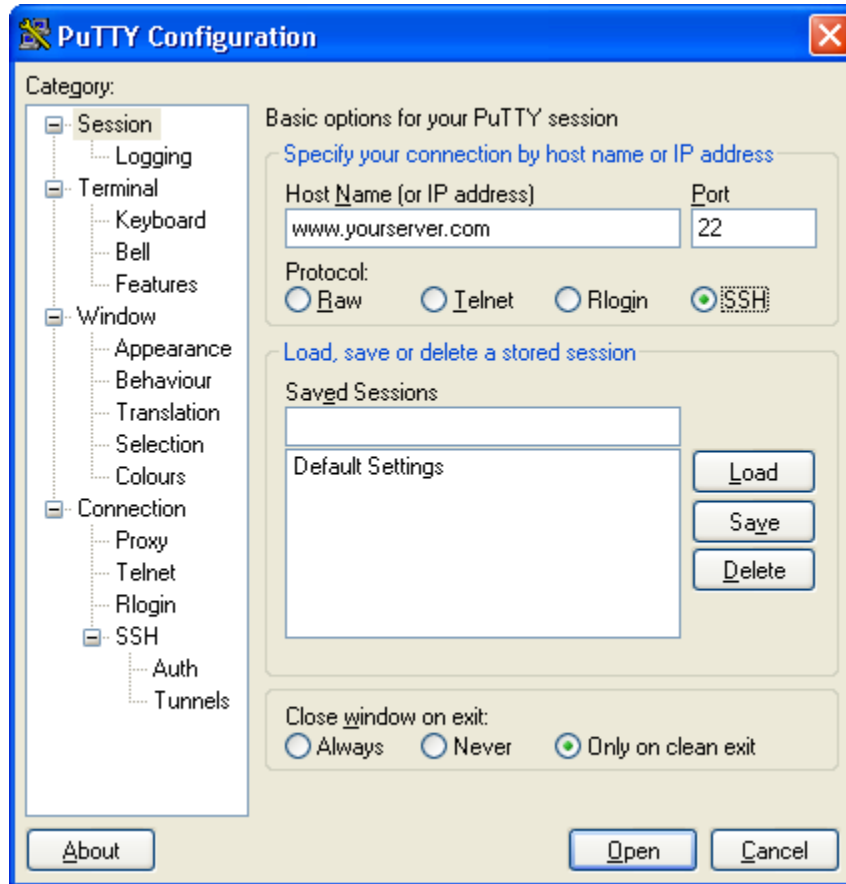 PuTTY Configuration
Category:
Session
Logging
Terminal
Keyboard
Bell
Features
Window
Appearance
Behaviour
Translation
Selection
Colours
Connection
Proxy
Telnet
Rlogin
SSH
Auth
Tunnels
Basic options for your PuTTY session
Specify your connection by host name or IP address
Host Name (or IP address) Port
www.yourserver.com 22
Protocol:
Raw Telnet Rlogin SSH
Load, save or delete a stored session
Saved Sessions
Default Settings
Load
Save
Delete
Close window on exit:
Always Never Only on clean exit
About Open Cancel